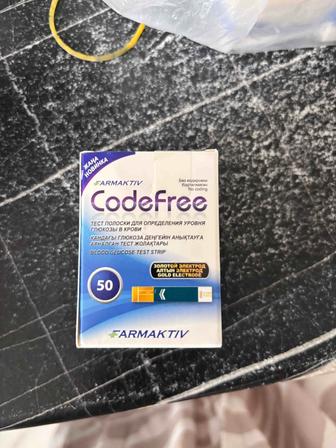 ЖАҢА
НОВИНКА
FARMAKTIV
Без кодировки
Кодталмаған
No coding
CodeFree
ТЕСТ ПОЛОСКИ ДЛЯ ОПРЕДЕЛЕНИЯ УРОВНЯ
ГЛЮКОЗЫ В КРОВИ
ҚАНДАҒЫ ГЛЮКОЗА ДЕҢГЕЙІН АНЫҚТАУҒА
АРНАЛҒАН ТЕСТ ЖОЛАҚТАРЫ
BLOOD GLUCOSE TEST STRIP
50
ЗОЛОТОЙ ЭЛЕКТРОД
АЛТЫН ЭЛЕКТРОД
GOLD ELECTRODE
FARMAKTIV